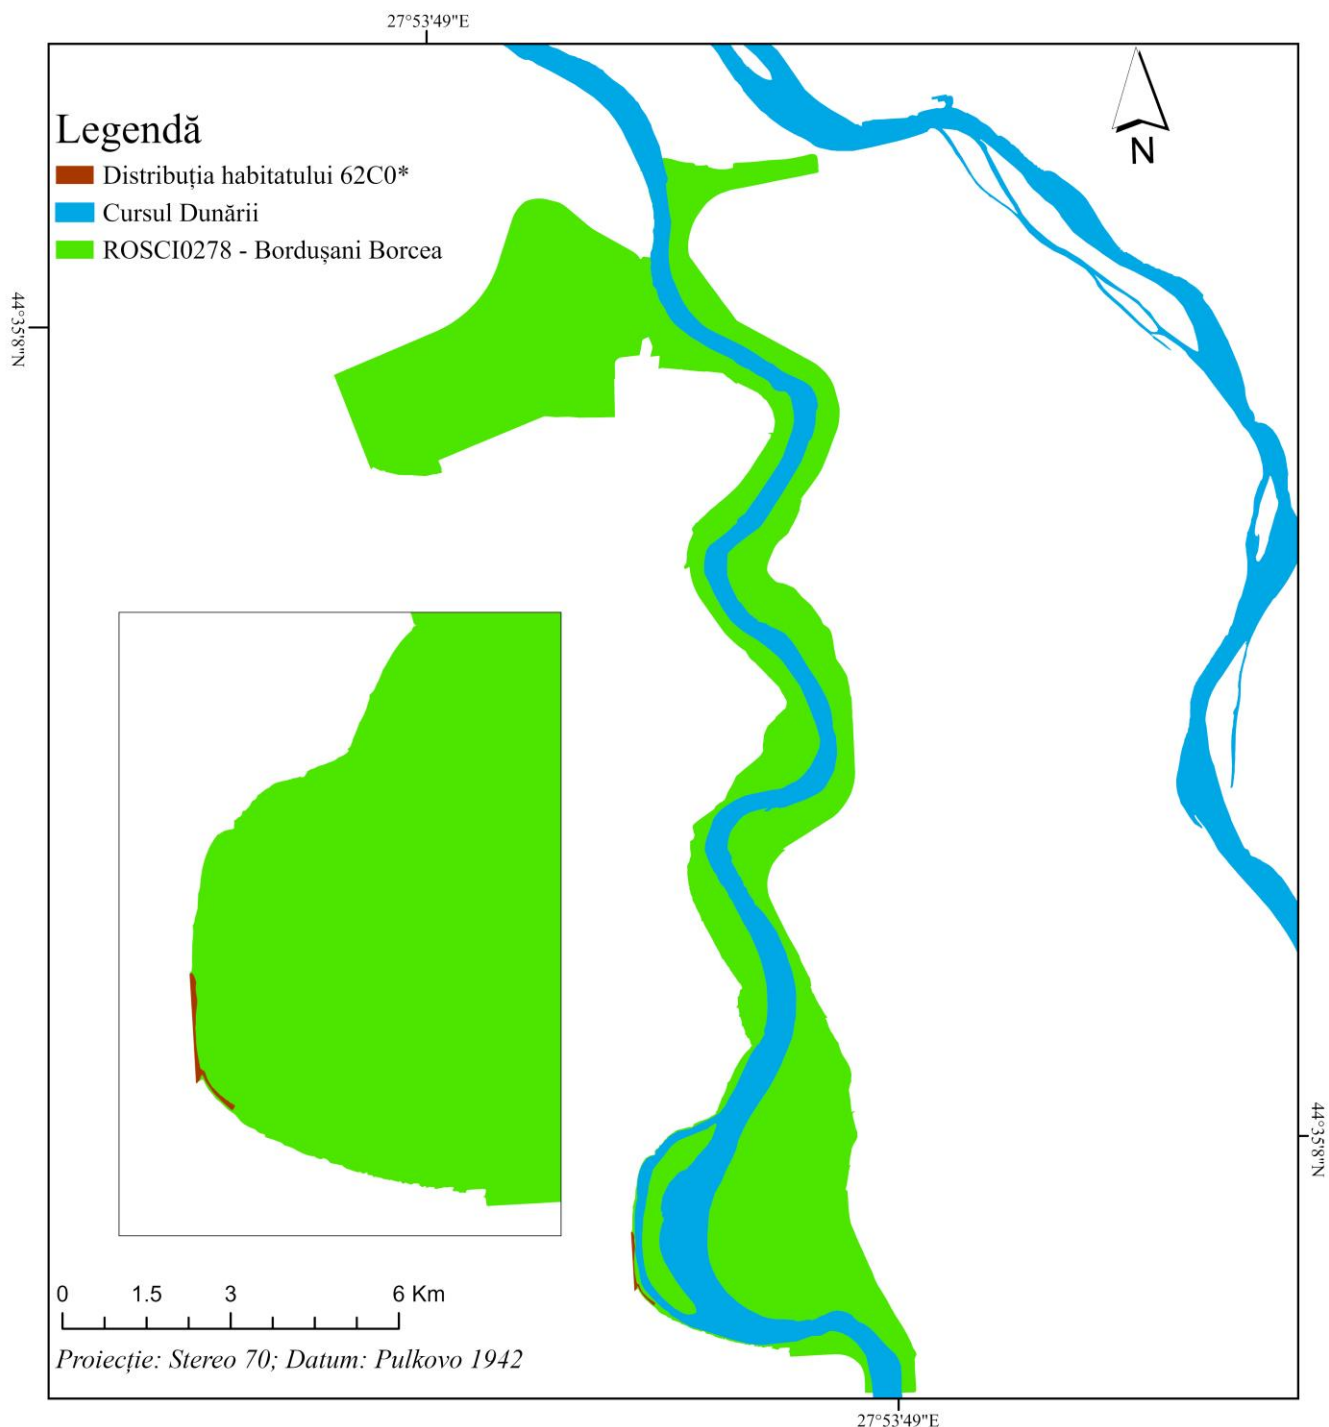 27°53'49"E
Legendă
Distribuția habitatului 62C0*
Cursul Dunării
ROSCI0278 - Bordușani Borcea
N
44°35'8"N
44°35'8"N
0 1.5 3 6 Km
Proiecție: Stereo 70; Datum: Pulkovo 1942
27°53'49"E